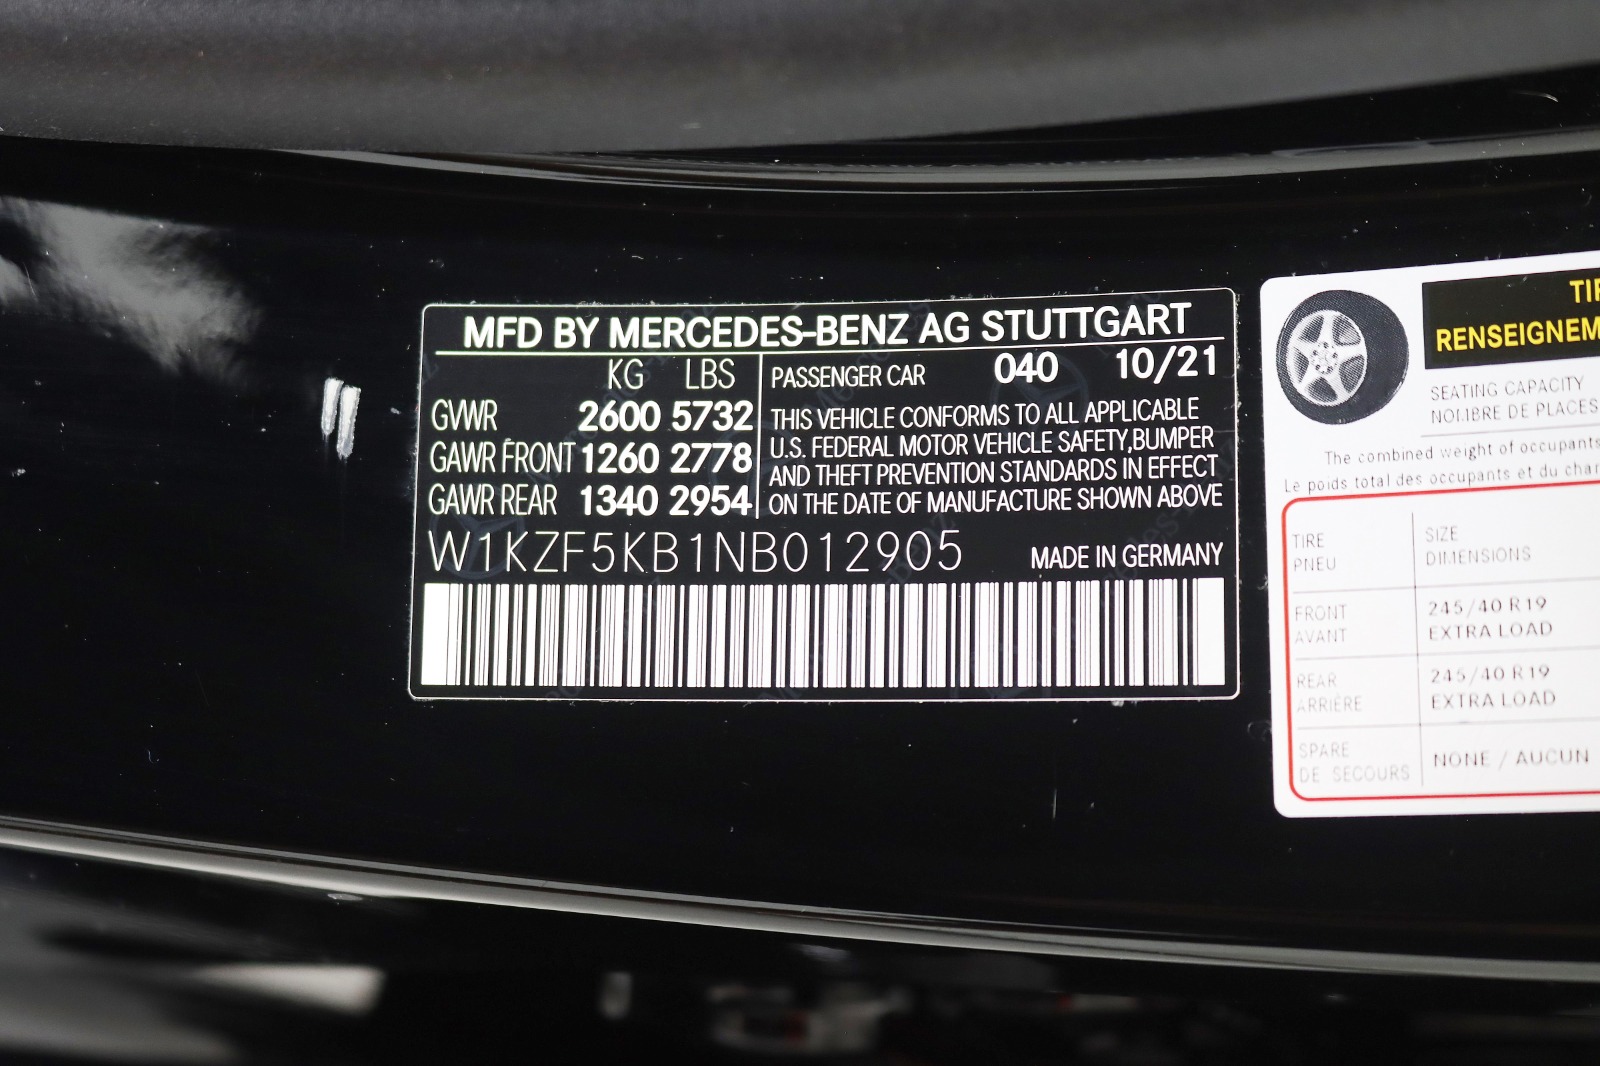 MFD BY MERCEDES-BENZ AG STUTTGART
KG LBS
GVWR 2600 5732
GAWR FRONT 1260 2778
GAWR REAR 1340 2954
PASSENGER CAR 040 10/21
THIS VEHICLE CONFORMS TO ALL APPLICABLE
U.S. FEDERAL MOTOR VEHICLE SAFETY,BUMPER
AND THEFT PREVENTION STANDARDS IN EFFECT
ON THE DATE OF MANUFACTURE SHOWN ABOVE
W1KZF5KB1NB012905 MADE IN GERMANY
RENSEIGNEM
SEATING CAPACITY
NOMBRE DE PLACES
The combined weight of occupants
Le poids total des occupants et du char
TIRE
PNEU
SIZE
DIMENSIONS
FRONT
AVANT
245/40 R19
EXTRA LOAD
REAR
ARRIÈRE
245/40 R19
EXTRA LOAD
SPARE
DE SECOURS
NONE / AUCUN